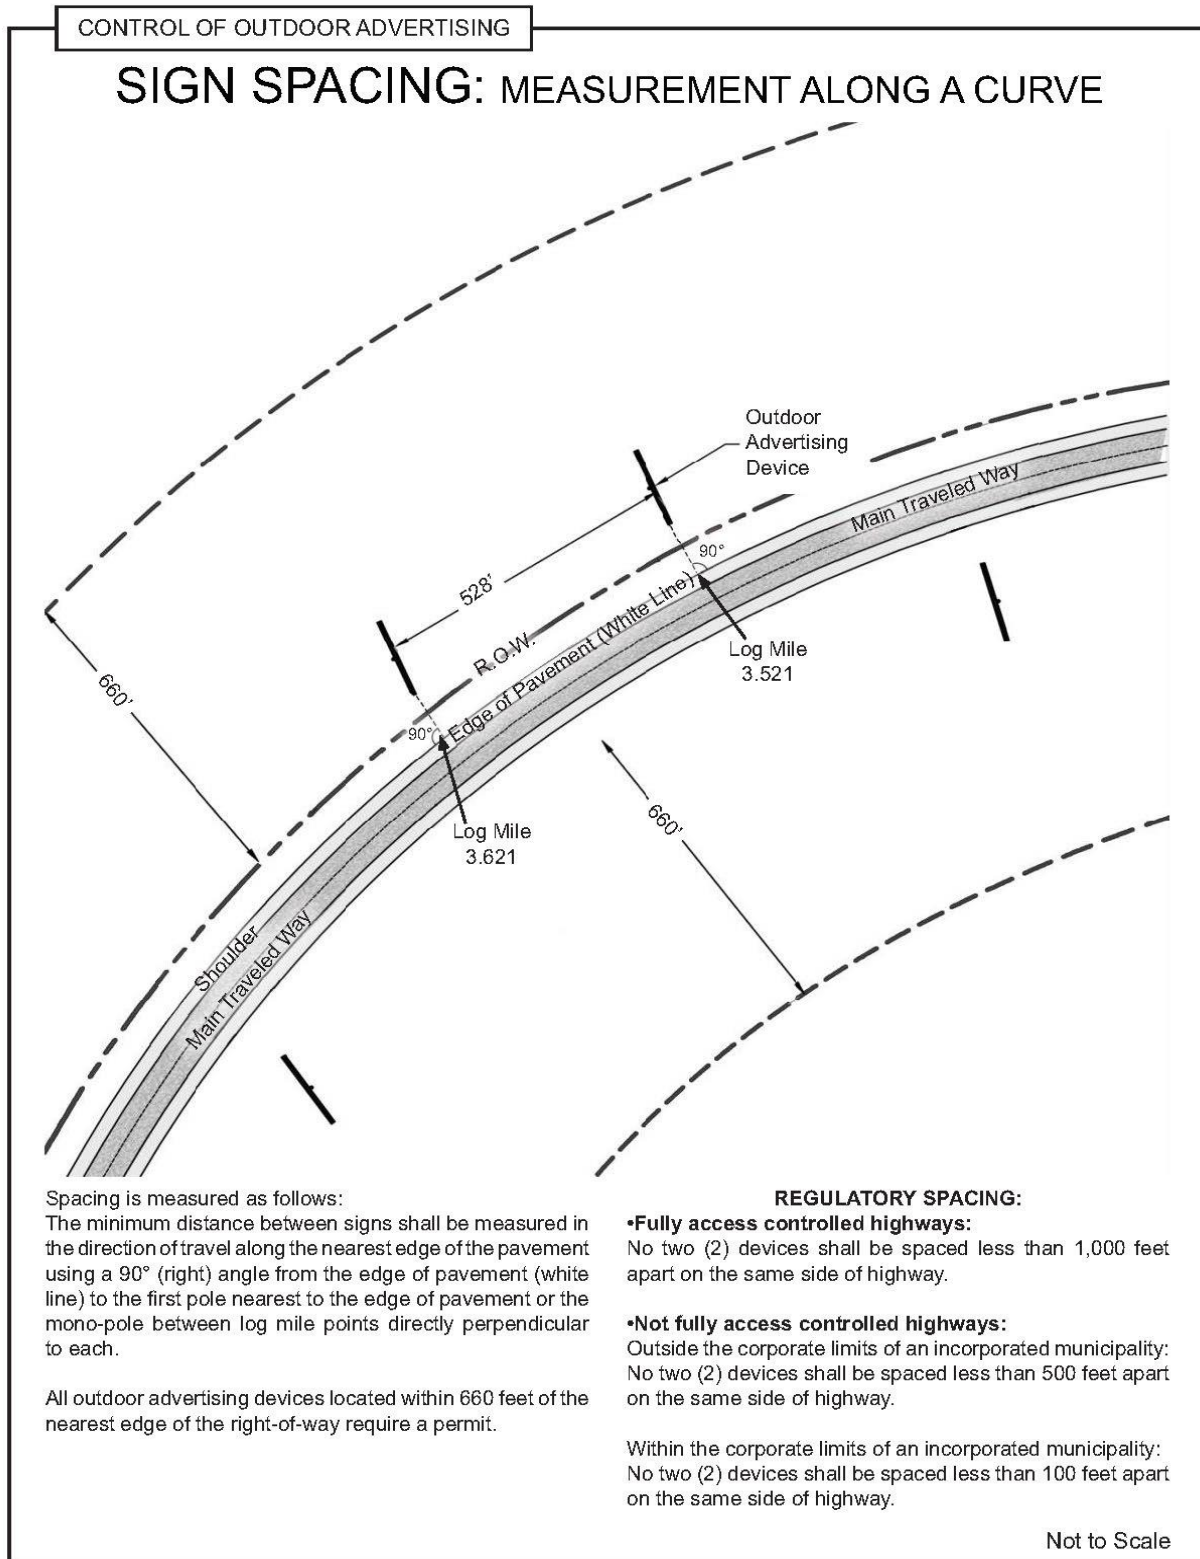 CONTROL OF OUTDOOR ADVERTISING
SIGN SPACING: MEASUREMENT ALONG A CURVE
Outdoor
Advertising
Device
Main Traveled Way
90°
528'
R.O.W.
Edge of Pavement (White Line)
Log Mile
3.521
660'
90°
660'
Log Mile
3.621
Shoulder
Main Traveled Way
Spacing is measured as follows:
The minimum distance between signs shall be measured in
the direction of travel along the nearest edge of the pavement
using a 90° (right) angle from the edge of pavement (white
line) to the first pole nearest to the edge of pavement or the
mono-pole between log mile points directly perpendicular
to each.
All outdoor advertising devices located within 660 feet of the
nearest edge of the right-of-way require a permit.
REGULATORY SPACING:
•Fully access controlled highways:
No two (2) devices shall be spaced less than 1,000 feet
apart on the same side of highway.
•Not fully access controlled highways:
Outside the corporate limits of an incorporated municipality:
No two (2) devices shall be spaced less than 500 feet apart
on the same side of highway.
Within the corporate limits of an incorporated municipality:
No two (2) devices shall be spaced less than 100 feet apart
on the same side of highway.
Not to Scale